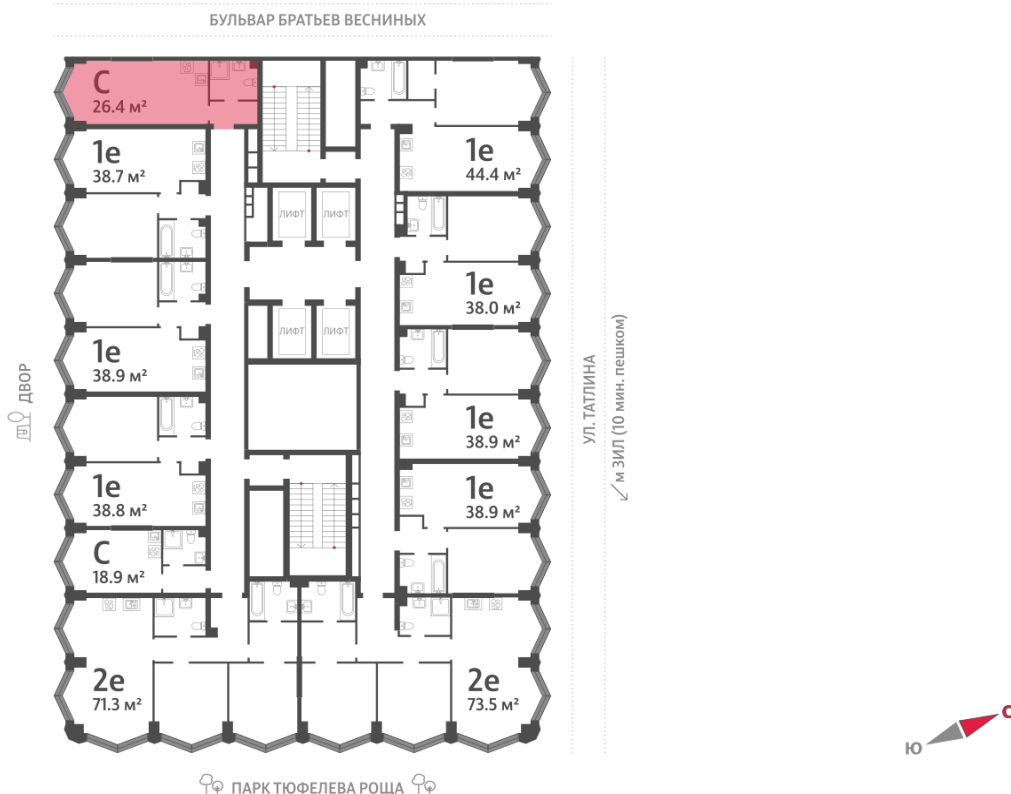 БУЛЬВАР БРАТЬЕВ ВЕСНИНЫХ
С
26.4 м²
1е
38.7 м²
1е
44.4 м²
ЛИФТ
ЛИФТ
1е
38.0 м²
ЛИФТ
ЛИФТ
1е
38.9 м²
ДВОР
УЛ. ТАТЛИНА
м ЗИЛ (10 мин. пешком)
1е
38.9 м²
1е
38.8 м²
1е
38.9 м²
С
18.9 м²
2е
71.3 м²
2е
73.5 м²
С
Ю
ПАРК ТЮФЕЛЕВА РОЩА